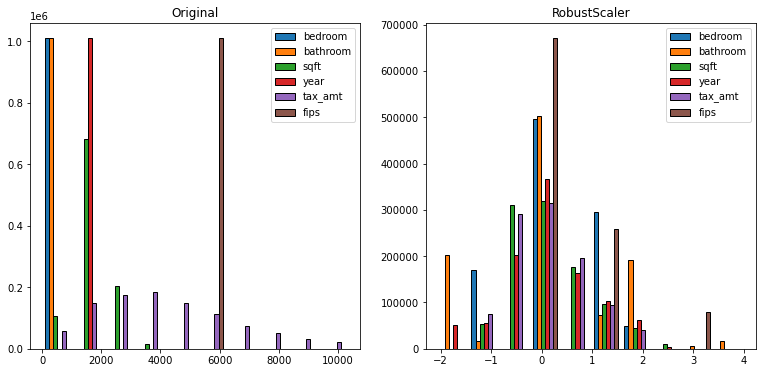 Original
1e6
1.0
0.8
0.6
0.4
0.2
0.0
0
2000
4000
6000
8000
10000
bedroom
bathroom
sqft
year
tax_amt
fips
RobustScaler
700000
600000
500000
400000
300000
200000
100000
0
−2
−1
0
1
2
3
4
bedroom
bathroom
sqft
year
tax_amt
fips